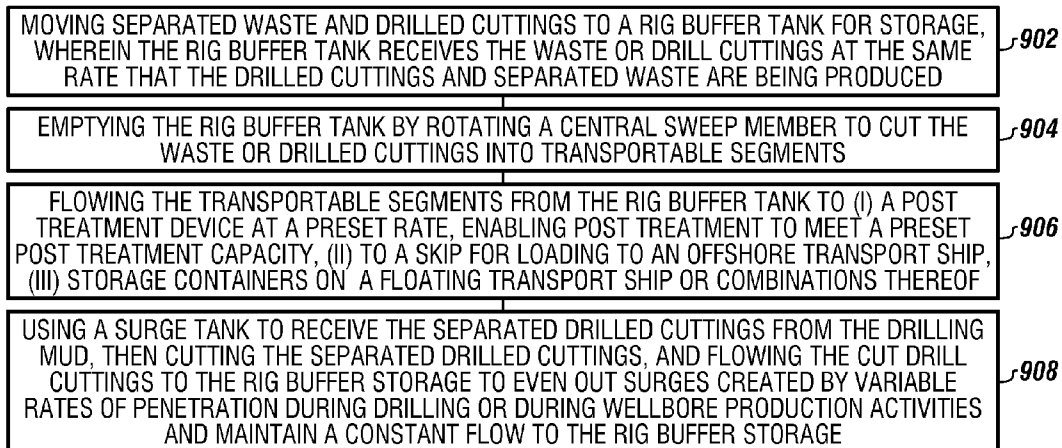 MOVING SEPARATED WASTE AND DRILLED CUTTINGS TO A RIG BUFFER TANK FOR STORAGE,
WHEREIN THE RIG BUFFER TANK RECEIVES THE WASTE OR DRILL CUTTINGS AT THE SAME
RATE THAT THE DRILLED CUTTINGS AND SEPARATED WASTE ARE BEING PRODUCED
902
EMPTYING THE RIG BUFFER TANK BY ROTATING A CENTRAL SWEEP MEMBER TO CUT THE
WASTE OR DRILLED CUTTINGS INTO TRANSPORTABLE SEGMENTS
904
FLOWING THE TRANSPORTABLE SEGMENTS FROM THE RIG BUFFER TANK TO (I) A POST
TREATMENT DEVICE AT A PRESET RATE, ENABLING POST TREATMENT TO MEET A PRESET
POST TREATMENT CAPACITY, (II) TO A SKIP FOR LOADING TO AN OFFSHORE TRANSPORT SHIP,
(III) STORAGE CONTAINERS ON A FLOATING TRANSPORT SHIP OR COMBINATIONS THEREOF
906
USING A SURGE TANK TO RECEIVE THE SEPARATED DRILLED CUTTINGS FROM THE DRILLING
MUD, THEN CUTTING THE SEPARATED DRILLED CUTTINGS, AND FLOWING THE CUT DRILL
CUTTINGS TO THE RIG BUFFER STORAGE TO EVEN OUT SURGES CREATED BY VARIABLE
RATES OF PENETRATION DURING DRILLING OR DURING WELLBORE PRODUCTION ACTIVITIES
AND MAINTAIN A CONSTANT FLOW TO THE RIG BUFFER STORAGE
908